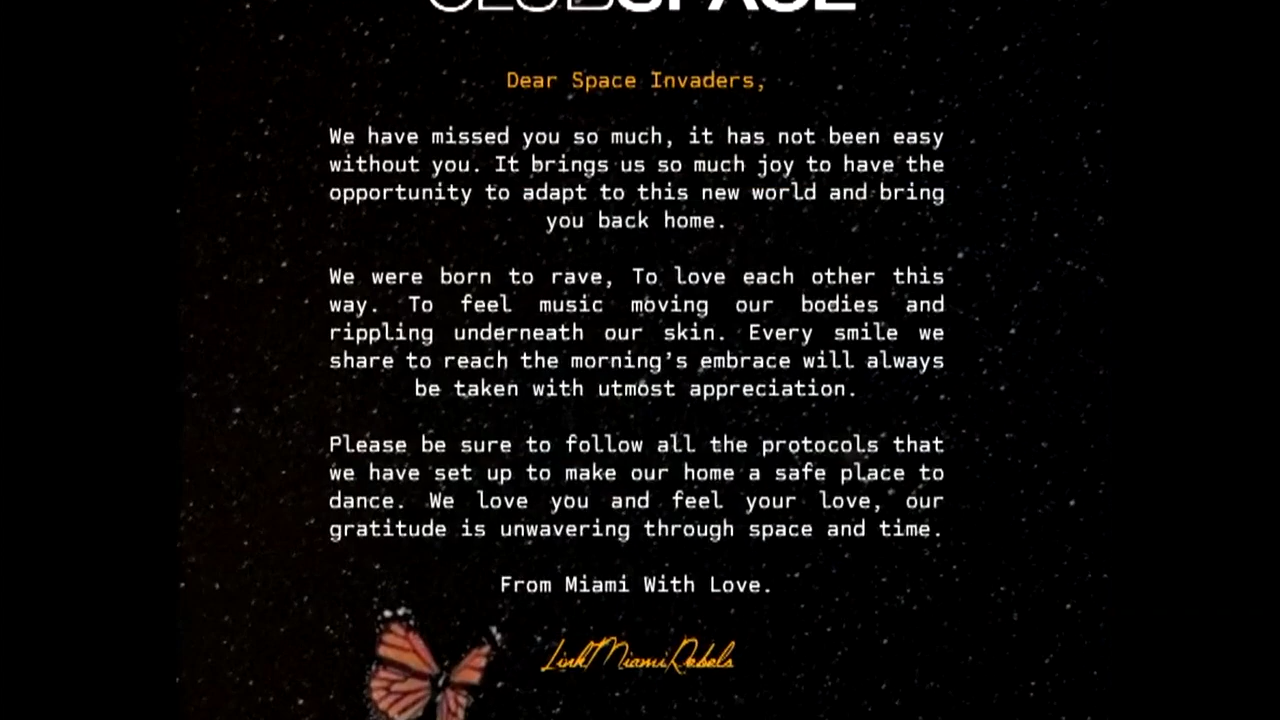 CLUBSPACE
Dear Space Invaders,
We have missed you so much, it has not been easy
without you. It brings us so much joy to have the
opportunity to adapt to this new world and bring
you back home.
We were born to rave, To love each other this
way. To feel music moving our bodies and
rippling underneath our skin. Every smile we
share to reach the morning’s embrace will always
be taken with utmost appreciation.
Please be sure to follow all the protocols that
we have set up to make our home a safe place to
dance. We love you and feel your love, our
gratitude is unwavering through space and time.
From Miami With Love.
Link Miami Rebels